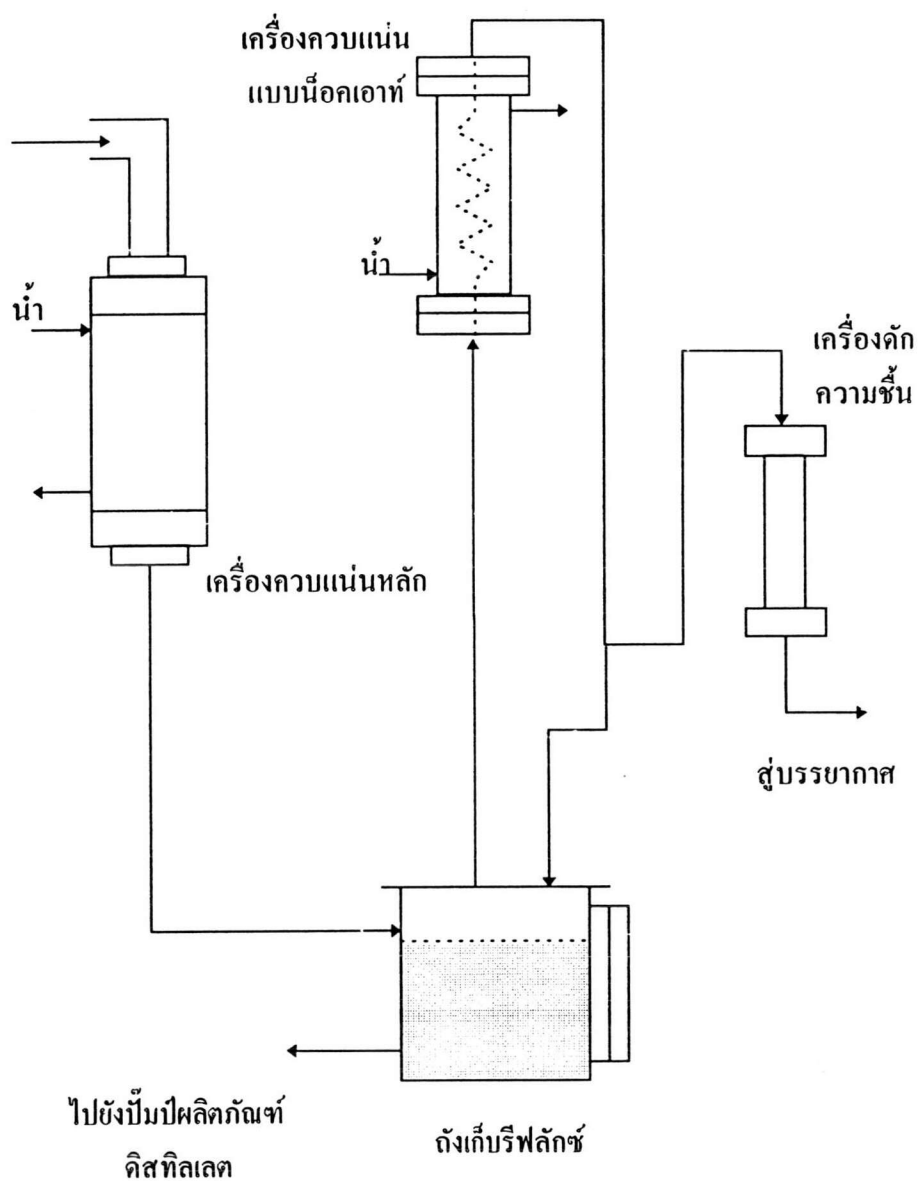 เครื่องควบแน่น
แบบน็อคเอาท์
น้ำ
น้ำ
เครื่องดัก
ความชื้น
เครื่องควบแน่นหลัก
สู่บรรยากาศ
ไปยังปั๊มป์ผลิตภัณฑ์
ดิสทิลเลต
ถังเก็บรีฟลักซ์